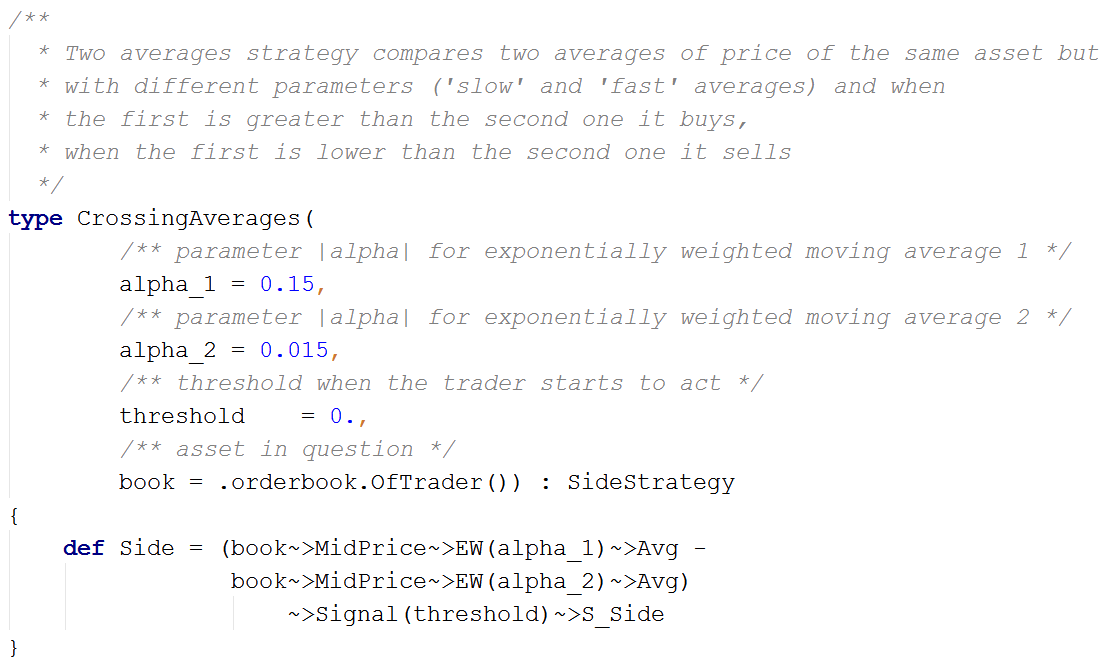 /**
  * Two averages strategy compares two averages of price of the same asset but
  * with different parameters ('slow' and 'fast' averages) and when
  * the first is greater than the second one it buys,
  * when the first is lower than the second one it sells
  */
type CrossingAverages(
        /** parameter |alpha| for exponentially weighted moving average 1 */
        alpha_1 = 0.15,
        /** parameter |alpha| for exponentially weighted moving average 2 */
        alpha_2 = 0.015,
        /** threshold when the trader starts to act */
        threshold    = 0.,
        /** asset in question */
        book = .orderbook.OfTrader()) : SideStrategy
{
    def Side = (book~>MidPrice~>EW(alpha_1)~>Avg -
                book~>MidPrice~>EW(alpha_2)~>Avg)
                    ~>Signal(threshold)~>S_Side
}